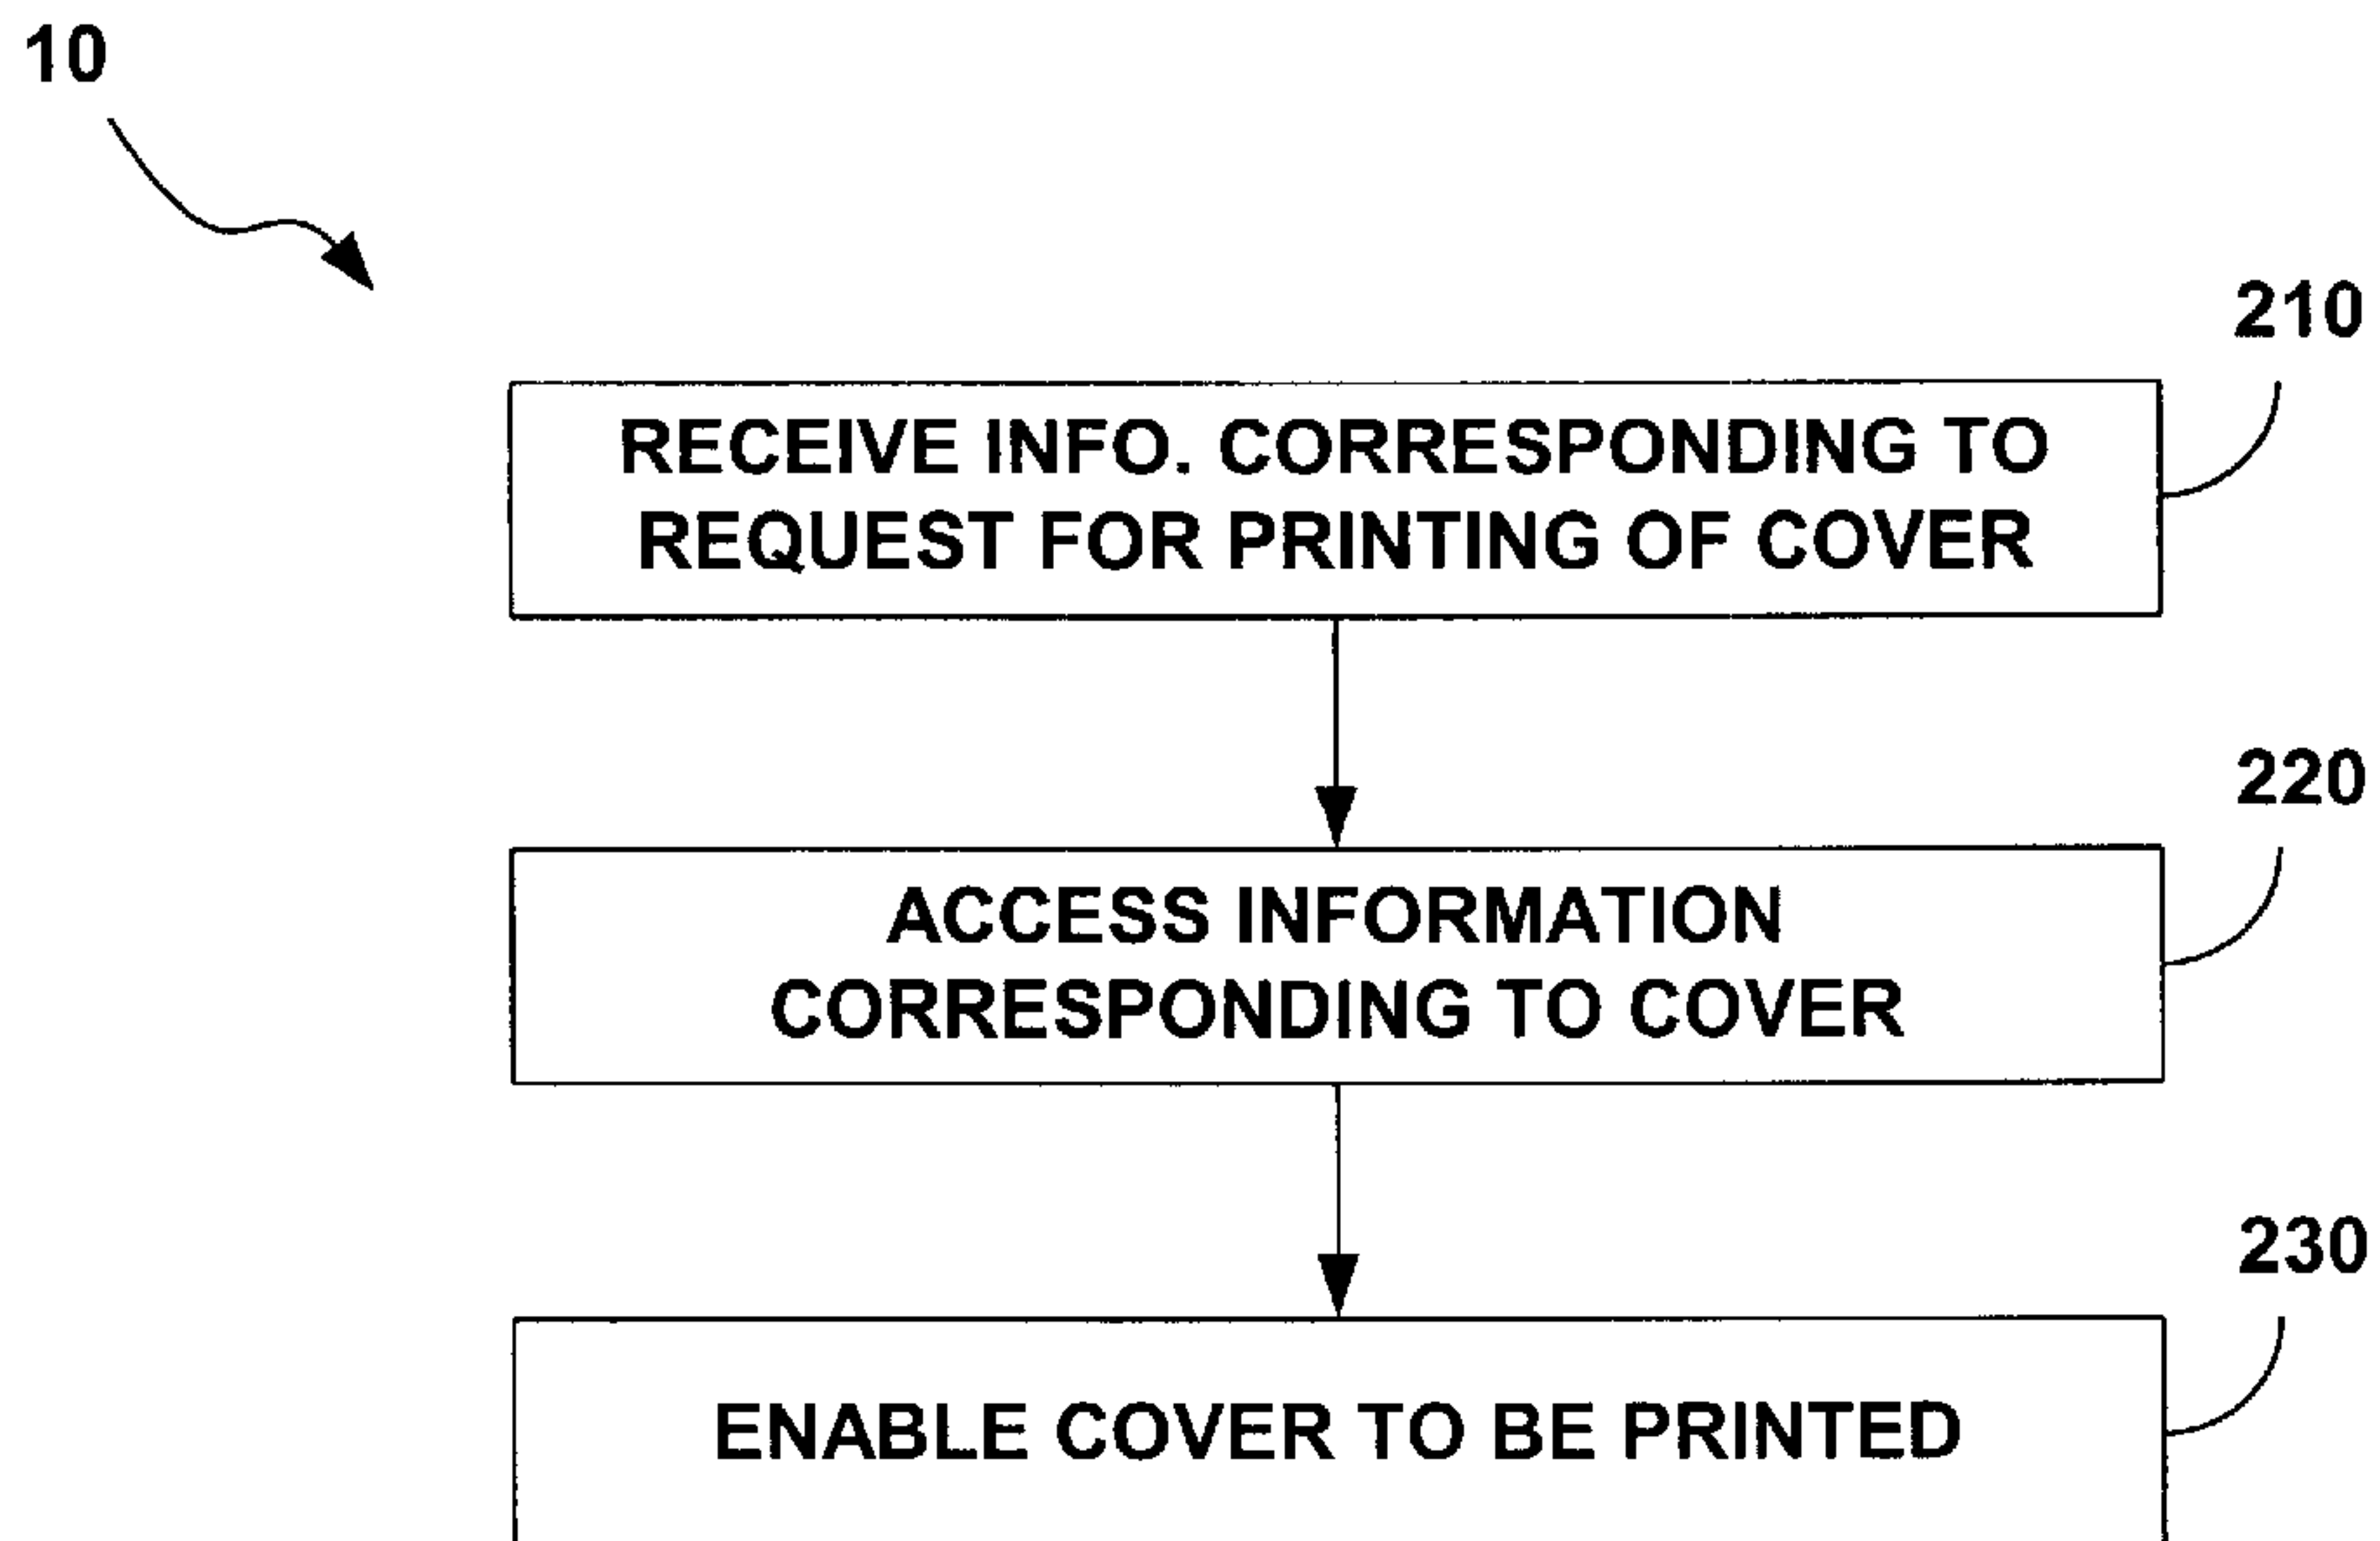 10
210
RECEIVE INFO. CORRESPONDING TO
REQUEST FOR PRINTING OF COVER
220
ACCESS INFORMATION
CORRESPONDING TO COVER
230
ENABLE COVER TO BE PRINTED